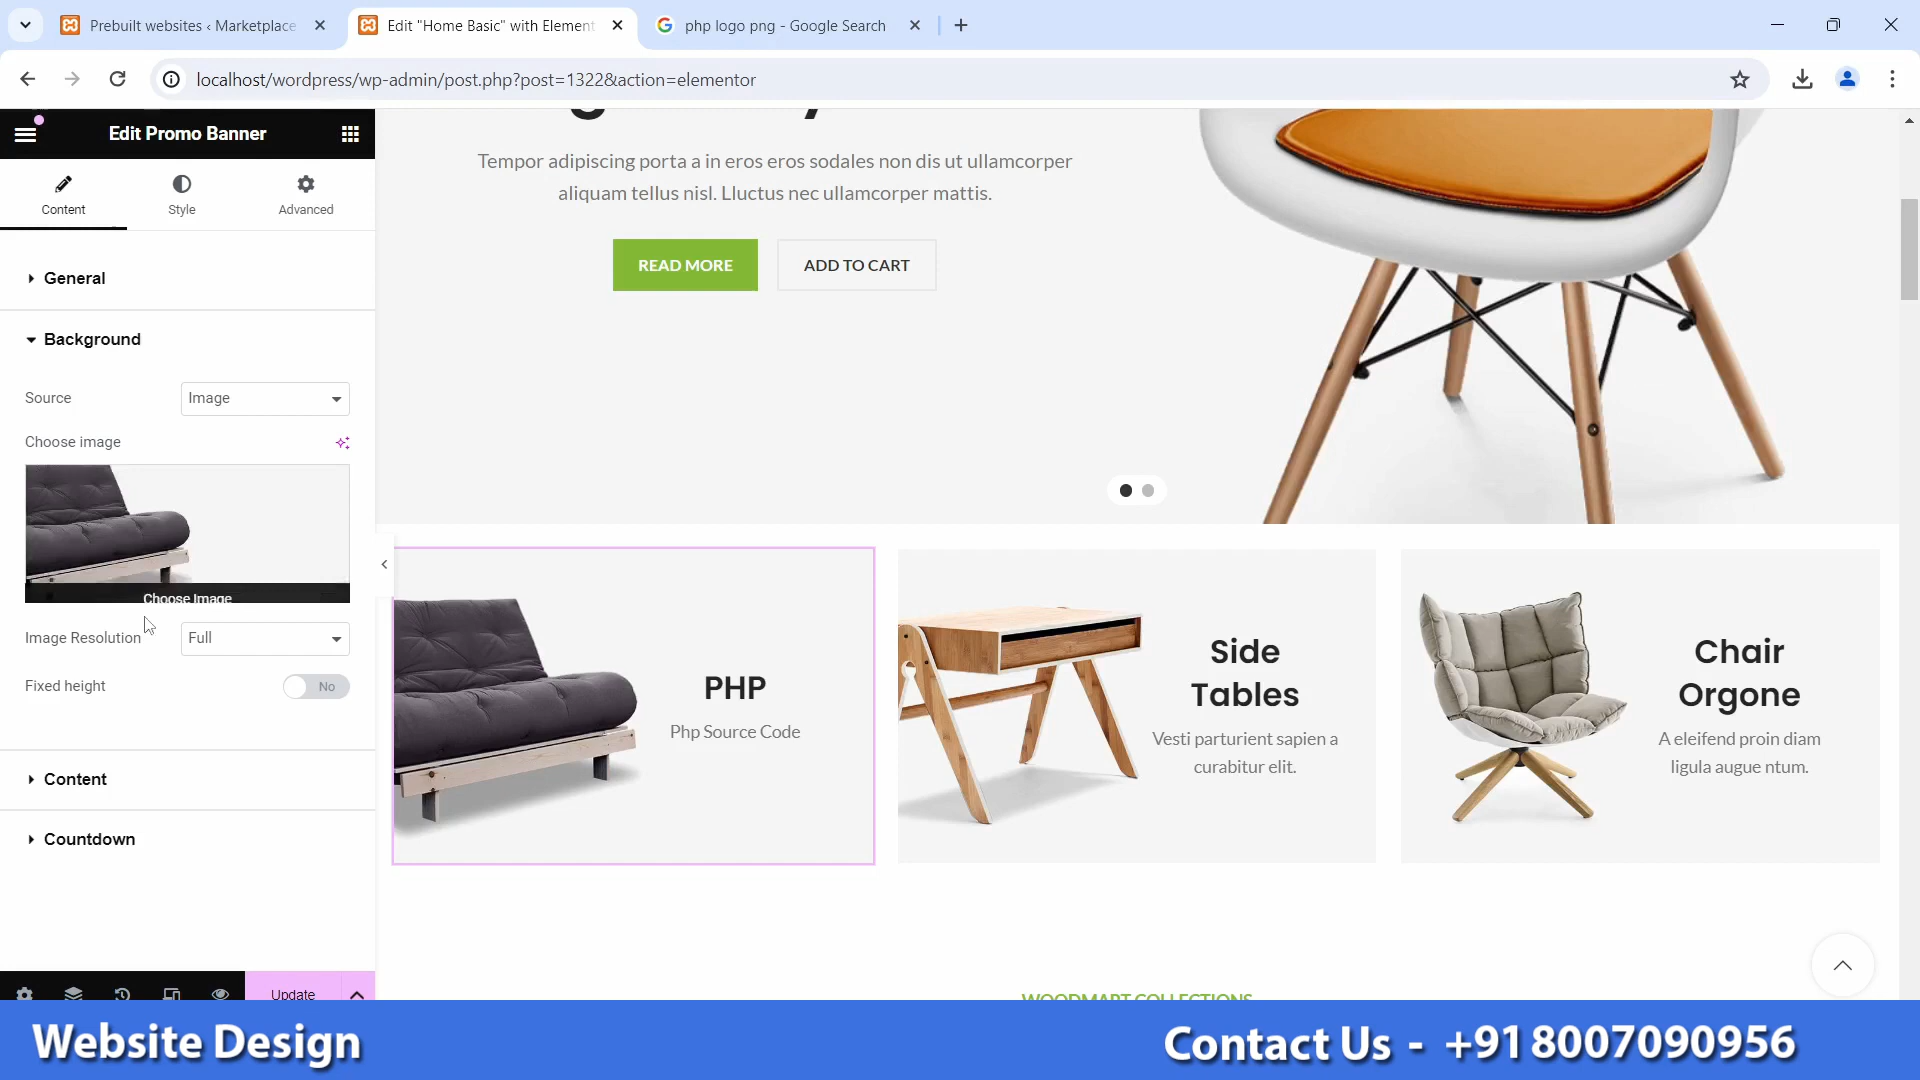 Prebuilt websites ‹ Marketplace
Edit "Home Basic" with Element
php logo png - Google Search
localhost/wordpress/wp-admin/post.php?post=1322&action=elementor
Edit Promo Banner
Content
Style
Advanced
General
Background
Source
Image
Choose image
Choose Image
Image Resolution
Full
Fixed height
No
Content
Countdown
Update
Tempor adipiscing porta a in eros eros sodales non dis ut ullamcorper
aliquam tellus nisl. Lluctus nec ullamcorper mattis.
READ MORE
ADD TO CART
PHP
Php Source Code
Side
Tables
Vesti parturient sapien a
curabitur elit.
Chair
Orgone
A eleifend proin diam
ligula augue ntum.
WOODMART COLLECTIONS
Website Design
Contact Us - +91 8007090956